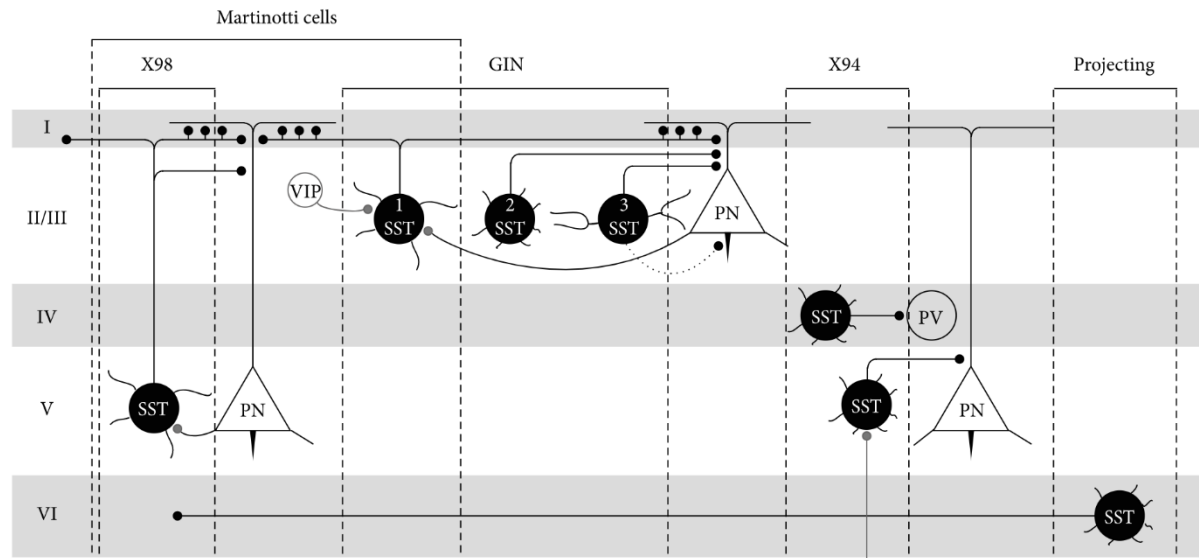 Martinotti cells
X98 GIN X94 Projecting
I
II/III
VIP
1 SST
2 SST
3 SST
PN
IV
SST
PV
V
SST
PN
SST
PN
VI
SST